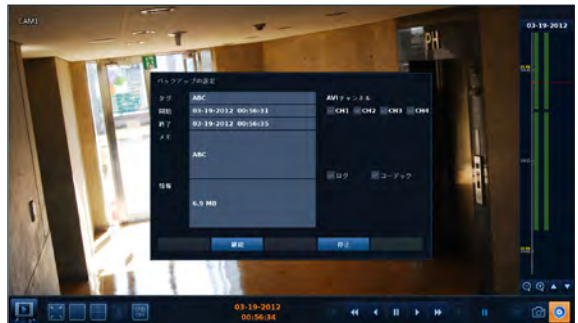 CAM1
03-19-2012
PH
バックアップの設定
タグ ABC
開始 03-19-2012 00:56:31
終了 03-19-2012 00:56:35
メモ ABC
情報 6.9 MB
AVIチャンネル
CH1 CH2 CH3 CH4
ログ コーデック
継続 停止
03-19-2012
00:56:34